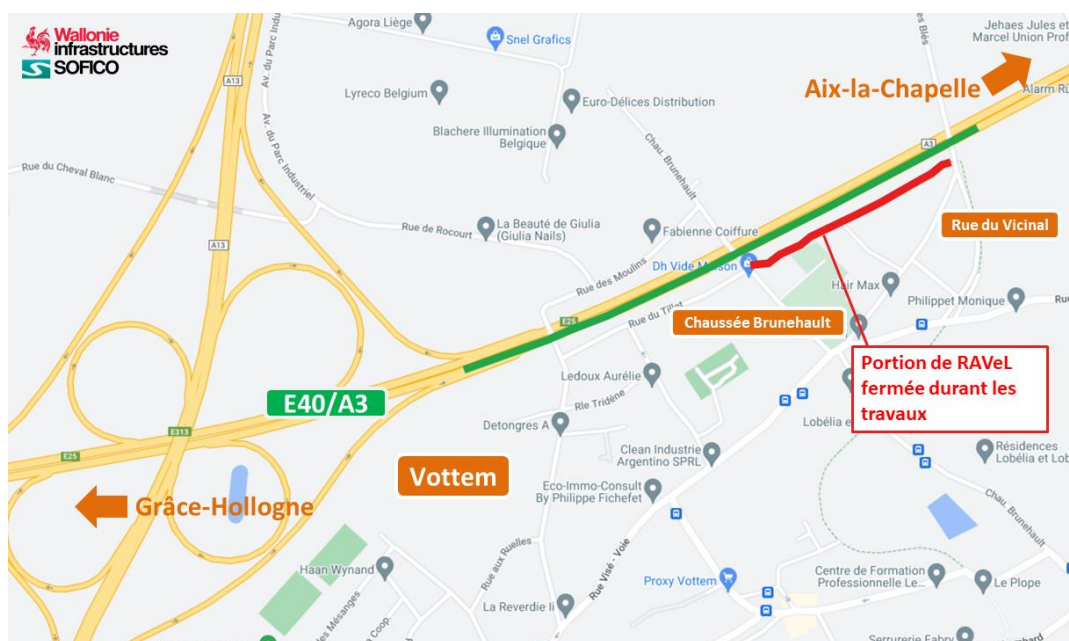 Wallonie
infrastructures
SOFICO
Agora Liège
Snel Grafics
Jehaes Jules et
Marcel Union Prof
Blés
A13
Av. du Parc Industriel
Aix-la-Chapelle
Lyreco Belgium
Euro-Délices Distribution
Alarm
Blachere Illumination
Belgique
A3
Chau. Brunehault
Av. du Parc Industriel
Rue du Cheval Blanc
La Beauté de Giulia
(Giulia Nails)
Rue de Rocourt
Fabienne Coiffure
Rue du Vicinal
A13
Rue des Moulins
Dh Vide Maison
Hair Max
Philippet Monique
Rue
Rue du Tillat
Chaussée Brunehault
E25
Portion de RAVeL
fermée durant les
travaux
Ledoux Aurélie
E40/A3
Rle Tridène
Detongres A
Lobélia e
E313
Clean Industrie
Argentino SPRL
Résidences
Lobélia et Lob
E25
Vottem
Eco-Immo-Consult
By Philippe Fichefet
Grâce-Hollogne
Chau. Brunehault
Rue aux Ruelles
Rue Visé - Voie
Haan Wynand
Proxy Vottem
Centre de Formation
Professionnelle Le...
Le Plope
La Reverdie Ii
des Mésanges
Coop.
Serrurerie Fabry